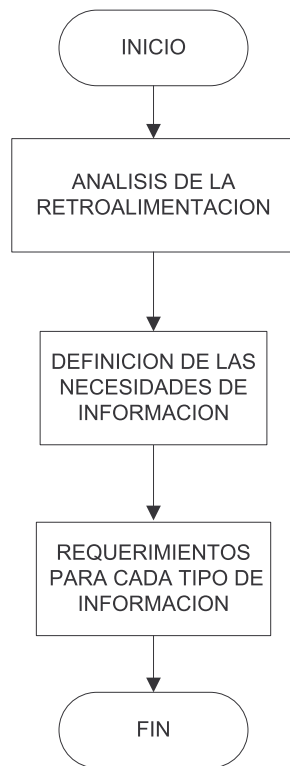 INICIO
ANALISIS DE LA
RETROALIMENTACION
DEFINICION DE LAS
NECESIDADES DE
INFORMACION
REQUERIMIENTOS
PARA CADA TIPO DE
INFORMACION
FIN